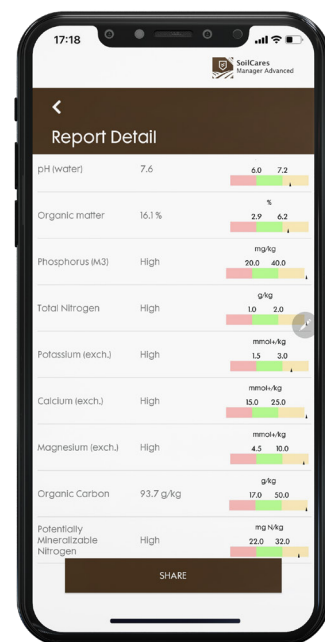 17:18
SoilCares
Manager Advanced
Report Detail
pH (water) 7.6 6.0 7.2
%
Organic matter 16.1 % 2.9 6.2
mg/kg
Phosphorus (M3) High 20.0 40.0
g/kg
Total Nitrogen High 1.0 2.0
mmol+/kg
Potassium (exch.) High 1.5 3.0
mmol+/kg
Calcium (exch.) High 15.0 25.0
mmol+/kg
Magnesium (exch.) High 4.5 10.0
g/kg
Organic Carbon 93.7 g/kg 17.0 50.0
Potentially mg N/kg
Mineralizable High 22.0 32.0
Nitrogen
SHARE